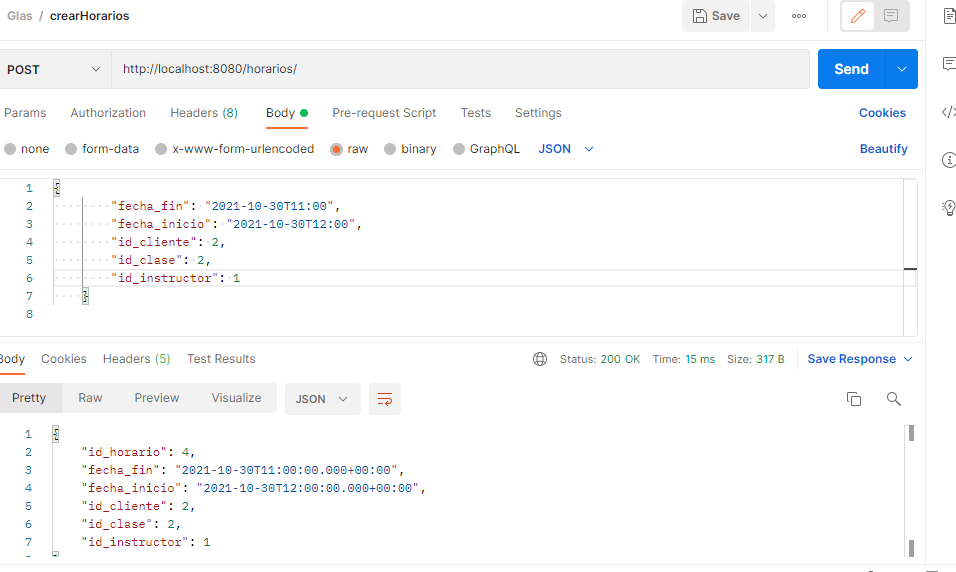 Glas / crearHorarios
Save
POST http://localhost:8080/horarios/ Send
Params Authorization Headers (8) Body Pre-request Script Tests Settings Cookies
none form-data x-www-form-urlencoded raw binary GraphQL JSON Beautify
1 {
2 "fecha_fin": "2021-10-30T11:00",
3 "fecha_inicio": "2021-10-30T12:00",
4 "id_cliente": 2,
5 "id_clase": 2,
6 "id_instructor": 1
7 }
8
Body Cookies Headers (5) Test Results Status: 200 OK Time: 15 ms Size: 317 B Save Response
Pretty Raw Preview Visualize JSON
1 {
2 "id_horario": 4,
3 "fecha_fin": "2021-10-30T11:00:00.000+00:00",
4 "fecha_inicio": "2021-10-30T12:00:00.000+00:00",
5 "id_cliente": 2,
6 "id_clase": 2,
7 "id_instructor": 1